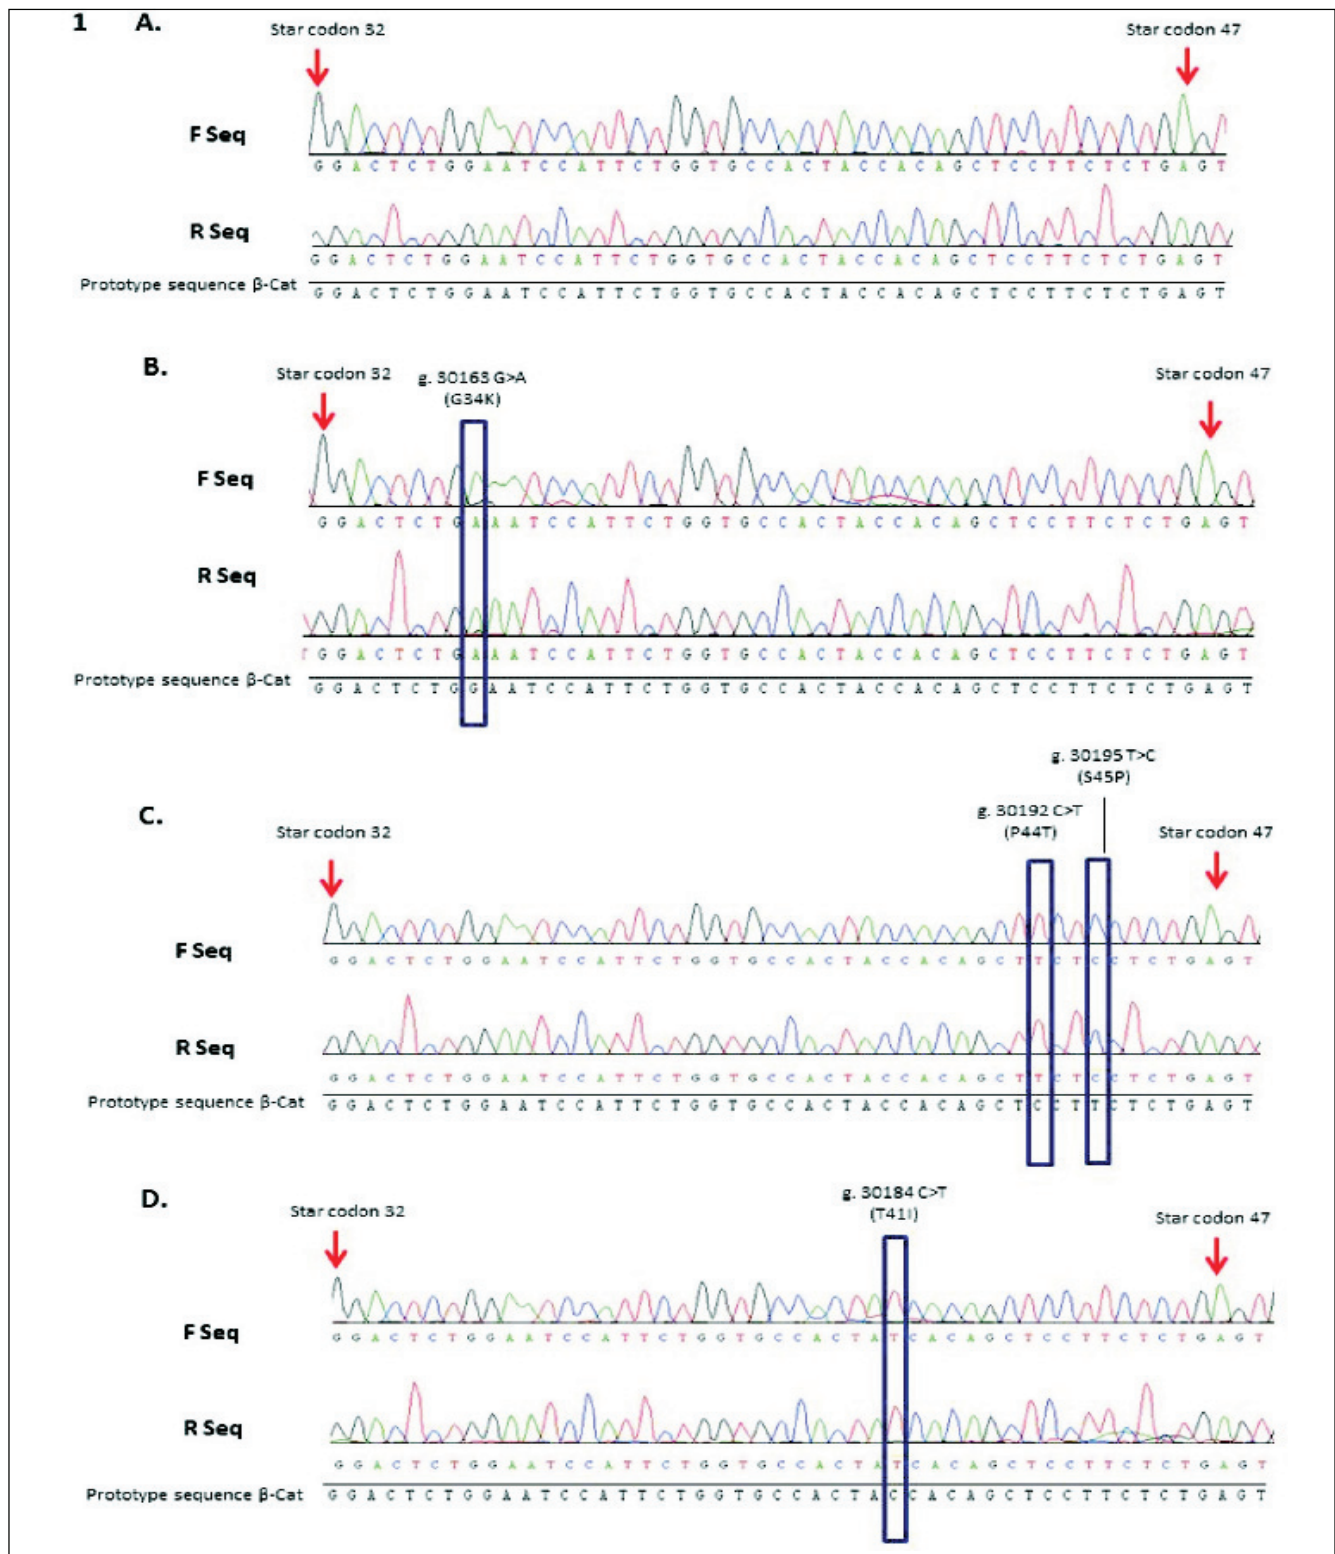 1 A.
Star codon 32 Star codon 47
F Seq
G G A C T C T G G A A T C C A T T C T G G T G C C A C T A C C A C A G C T C C T T C T C T G A G T
R Seq
G G A C T C T G G A A T C C A T T C T G G T G C C A C T A C C A C A G C T C C T T C T C T G A G T
Prototype sequence β-Cat G G A C T C T G G A A T C C A T T C T G G T G C C A C T A C C A C A G C T C C T T C T C T G A G T
B.
Star codon 32 g. 30163 G>A Star codon 47
(G34K)
F Seq
G G A C T C T G A A A T C C A T T C T G G T G C C A C T A C C A C A G C T C C T T C T C T G A G T
R Seq
T G G A C T C T G A A A T C C A T T C T G G T G C C A C T A C C A C A G C T C C T T C T C T G A G T
Prototype sequence β-Cat G G A C T C T G G A A T C C A T T C T G G T G C C A C T A C C A C A G C T C C T T C T C T G A G T
g. 30195 T>C
(S45P)
C.
g. 30192 C>T
(P44T)
Star codon 32 Star codon 47
F Seq
G G A C T C T G G A A T C C A T T C T G G T G C C A C T A C C A C A G C T T C T C C T C T G A G T
R Seq
G G A C T C T G G A A T C C A T T C T G G T G C C A C T A C C A C A G C T T C T C C T C T G A G T
Prototype sequence β-Cat G G A C T C T G G A A T C C A T T C T G G T G C C A C T A C C A C A G C T C C T T C T C T G A G T
D.
g. 30184 C>T
(T41I)
Star codon 32 Star codon 47
F Seq
G G A C T C T G G A A T C C A T T C T G G T G C C A C T A T C A C A G C T C C T T C T C T G A G T
R Seq
G G A C T C T G G A A T C C A T T C T G G T G C C A C T A T C A C A G C T C C T T C T C T G A G T
Prototype sequence β-Cat G G A C T C T G G A A T C C A T T C T G G T G C C A C T A C C A C A G C T C C T T C T C T G A G T